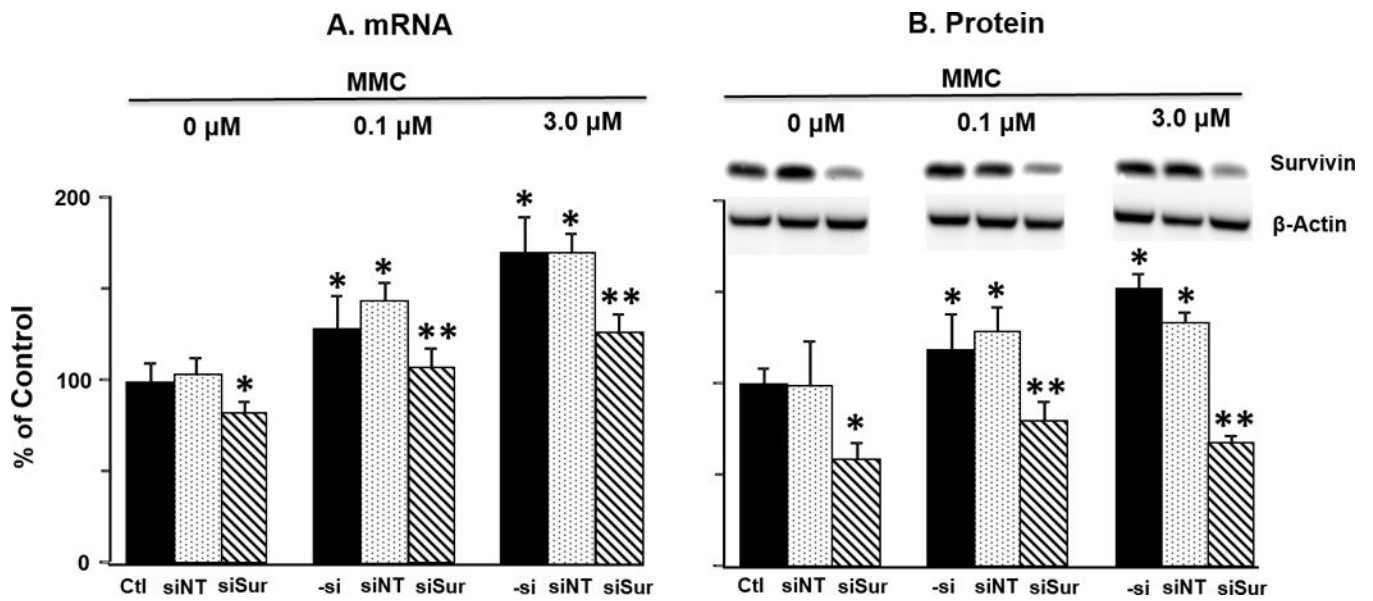 A. mRNA
MMC
0 µM 0.1 µM 3.0 µM
% of Control
200
100
0
* * * ** * * **
Ctl siNT siSur -si siNT siSur -si siNT siSur
B. Protein
MMC
0 µM 0.1 µM 3.0 µM
Survivin
β-Actin
* * * ** * * **
Ctl siNT siSur -si siNT siSur -si siNT siSur